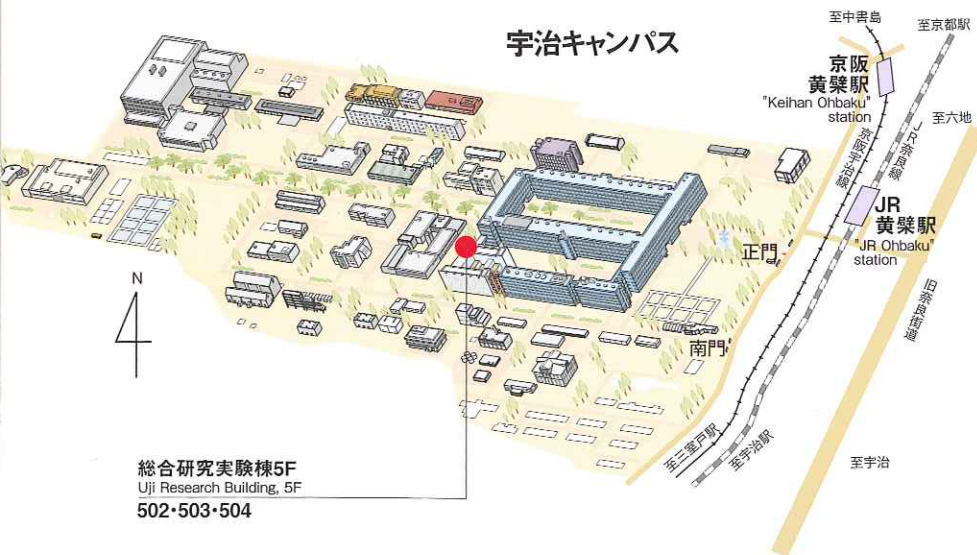 宇治キャンパス
至中書島
至京都駅
京阪
黄檗駅
"Keihan Ohbaku"
station
至六地
京阪宇治線
JR奈良線
JR
黄檗駅
"JR Ohbaku"
station
正門
旧奈良街道
南門
N
至三室戸駅
至宇治駅
至宇治
総合研究実験棟5F
Uji Research Building, 5F
502・503・504